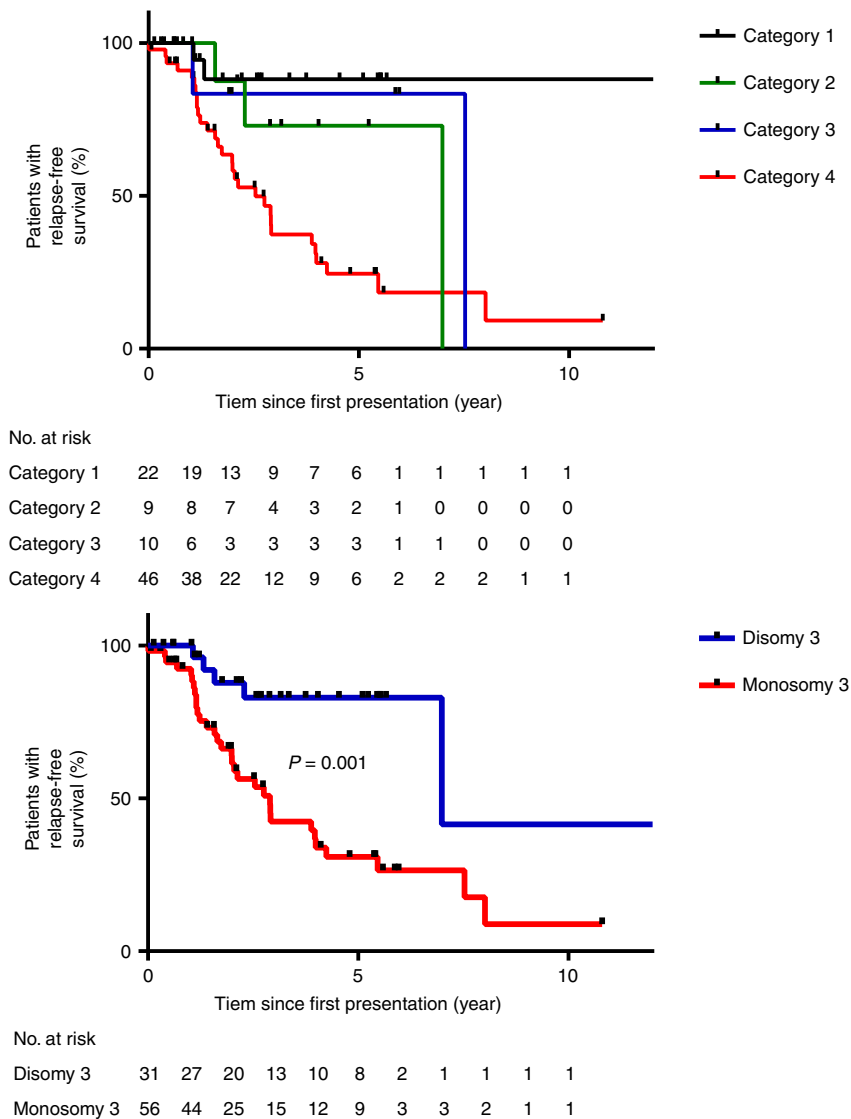 100
50
0
Patients with
relapse-free
survival (%)
0 5 10
Tiem since first presentation (year)
Category 1
Category 2
Category 3
Category 4
No. at risk
Category 1 22 19 13 9 7 6 1 1 1 1 1
Category 2 9 8 7 4 3 2 1 0 0 0 0
Category 3 10 6 3 3 3 3 1 1 0 0 0
Category 4 46 38 22 12 9 6 2 2 2 1 1
100
50
0
Patients with
relapse-free
survival (%)
P = 0.001
0 5 10
Tiem since first presentation (year)
Disomy 3
Monosomy 3
No. at risk
Disomy 3 31 27 20 13 10 8 2 1 1 1 1
Monosomy 3 56 44 25 15 12 9 3 3 2 1 1